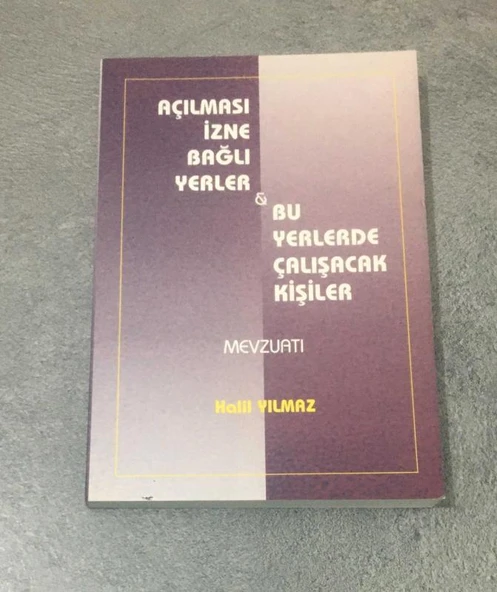 AÇILMASI
İZNE
BAĞLI
YERLER
&
BU
YERLERDE
ÇALIŞACAK
KİŞİLER
MEVZUATI
Halil YILMAZ